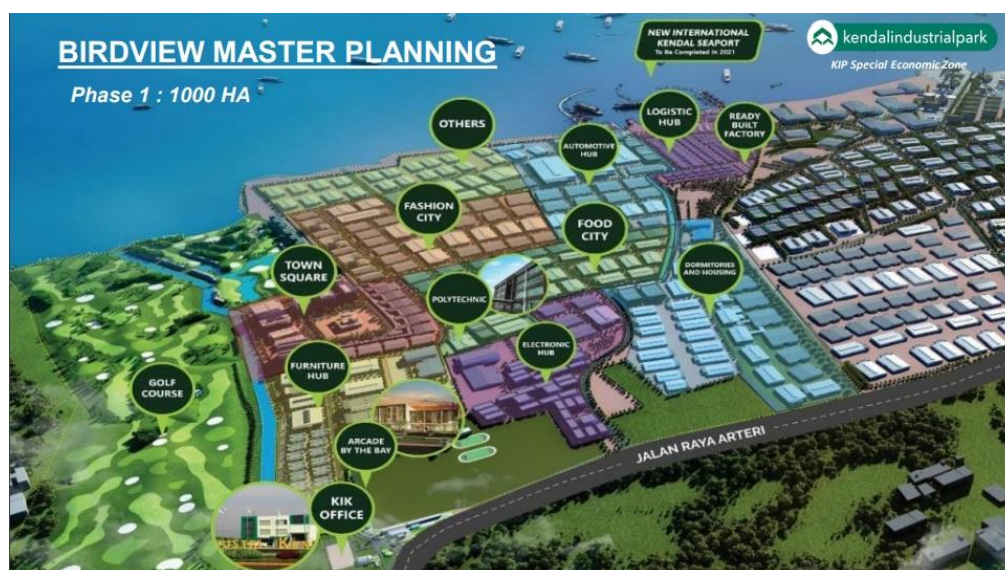 BIRDVIEW MASTER PLANNING
Phase 1 : 1000 HA
NEW INTERNATIONAL
KENDAL SEAPORT
To Be Completed in 2021
kendalindustrialpark
KIP Special Economic Zone
OTHERS
AUTOMOTIVE
HUB
LOGISTIC
HUB
READY
BUILT
FACTORY
FASHION
CITY
FOOD
CITY
TOWN
SQUARE
POLYTECHNIC
DORMITORIES
AND HOUSING
FURNITURE
HUB
ELECTRONIC
HUB
GOLF
COURSE
ARCADE
BY THE BAY
JALAN RAYA ARTERI
KIK
OFFICE